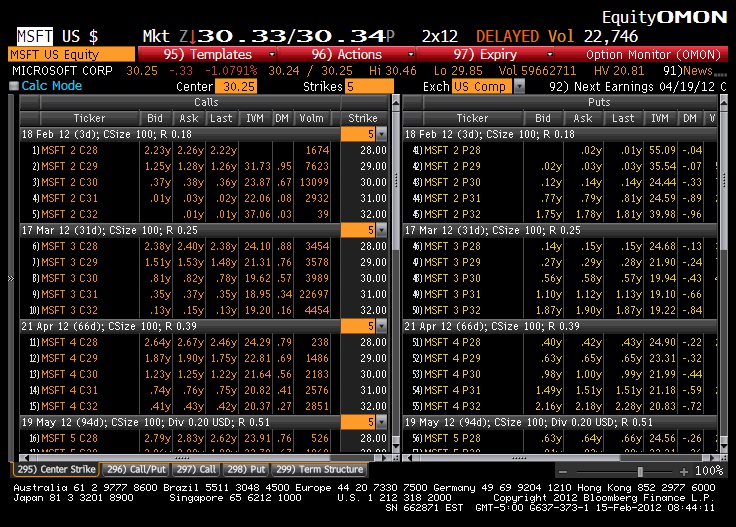 Equity OMON
MSFT US $ Mkt Z↓30.33/30.34P 2x12 DELAYED Vol 22,746
MSFT US Equity 95) Templates 96) Actions 97) Expiry Option Monitor (OMON)
MICROSOFT CORP 30.25 -.33 -1.0791% 30.24 / 30.25 Hi 30.46 Lo 29.85 Vol 59662711 HV 20.81 91)News
Calc Mode Center 30.25 Strikes 5 Exch US Comp 92) Next Earnings 04/19/12 C
Calls Puts
Ticker Bid Ask Last IVM DM Volm Strike Ticker Bid Ask Last IVM DM V
18 Feb 12 (3d); CSize 100; R 0.18 5 18 Feb 12 (3d); CSize 100; R 0.18
1) MSFT 2 C28 2.23y 2.26y 2.22y 1674 28.00 41) MSFT 2 P28 .02y .01y 55.09 -.04
2) MSFT 2 C29 1.25y 1.28y 1.26y 31.73 .95 7623 29.00 42) MSFT 2 P29 .02y .03y .03y 35.54 -.07
3) MSFT 2 C30 .37y .38y .36y 23.87 .67 13099 30.00 43) MSFT 2 P30 .12y .14y .14y 24.44 -.33
4) MSFT 2 C31 .01y .03y .02y 22.06 .08 2932 31.00 44) MSFT 2 P31 .77y .79y .81y 24.59 -.89
5) MSFT 2 C32 .01y .01y 37.06 .03 39 32.00 45) MSFT 2 P32 1.75y 1.78y 1.81y 39.98 -.96
17 Mar 12 (31d); CSize 100; R 0.25 5 17 Mar 12 (31d); CSize 100; R 0.25
6) MSFT 3 C28 2.38y 2.40y 2.38y 24.10 .88 3454 28.00 46) MSFT 3 P28 .14y .15y .15y 24.68 -.13
7) MSFT 3 C29 1.51y 1.53y 1.48y 21.31 .76 3578 29.00 47) MSFT 3 P29 .27y .29y .28y 21.90 -.24
8) MSFT 3 C30 .81y .82y .78y 19.62 .57 3989 30.00 48) MSFT 3 P30 .56y .58y .57y 19.94 -.43
9) MSFT 3 C31 .35y .37y .35y 18.95 .34 22697 31.00 49) MSFT 3 P31 1.10y 1.12y 1.13y 19.10 -.66
10) MSFT 3 C32 .13y .15y .15y 19.20 .16 4454 32.00 50) MSFT 3 P32 1.87y 1.90y 1.87y 19.22 -.84
21 Apr 12 (66d); CSize 100; R 0.39 5 21 Apr 12 (66d); CSize 100; R 0.39
11) MSFT 4 C28 2.64y 2.67y 2.46y 24.29 .79 238 28.00 51) MSFT 4 P28 .40y .42y .43y 24.90 -.22
12) MSFT 4 C29 1.87y 1.90y 1.75y 22.81 .69 1486 29.00 52) MSFT 4 P29 .63y .65y .65y 23.31 -.32
13) MSFT 4 C30 1.23y 1.25y 1.22y 21.64 .56 2183 30.00 53) MSFT 4 P30 .98y 1.00y .99y 21.99 -.44
14) MSFT 4 C31 .74y .76y .75y 20.82 .41 2576 31.00 54) MSFT 4 P31 1.49y 1.51y 1.51y 21.18 -.59
15) MSFT 4 C32 .41y .43y .42y 20.37 .27 2851 32.00 55) MSFT 4 P32 2.16y 2.18y 2.28y 20.83 -.72
19 May 12 (94d); CSize 100; Div 0.20 USD; R 0.51 5 19 May 12 (94d); CSize 100; Div 0.20 USD; R 0.51
16) MSFT 5 C28 2.79y 2.83y 2.62y 23.91 .76 526 28.00 56) MSFT 5 P28 .63y .64y .66y 24.56 -.26
295) Center Strike 296) Call/Put 297) Call 298) Put 299) Term Structure 100%
Australia 61 2 9777 8600 Brazil 5511 3048 4500 Europe 44 20 7330 7500 Germany 49 69 9204 1210 Hong Kong 852 2977 6000
Japan 81 3 3201 8900 Singapore 65 6212 1000 U.S. 1 212 318 2000 Copyright 2012 Bloomberg Finance L.P.
SN 662871 EST GMT-5:00 G637-373-1 15-Feb-2012 08:44:11